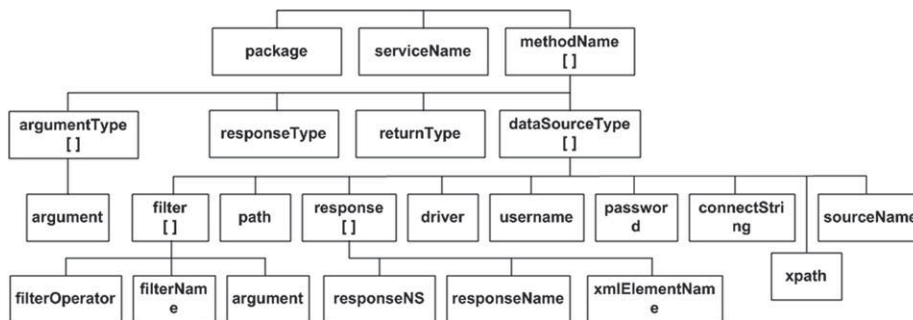 package
serviceName
methodName
[ ]
argumentType
[ ]
responseType
returnType
dataSourceType
[ ]
argument
filter
[ ]
path
response
[ ]
driver
username
passwor
d
connectStri
ng
sourceName
xpath
filterOperator
filterNam
e
argument
responseNS
responseName
xmlElementNam
e